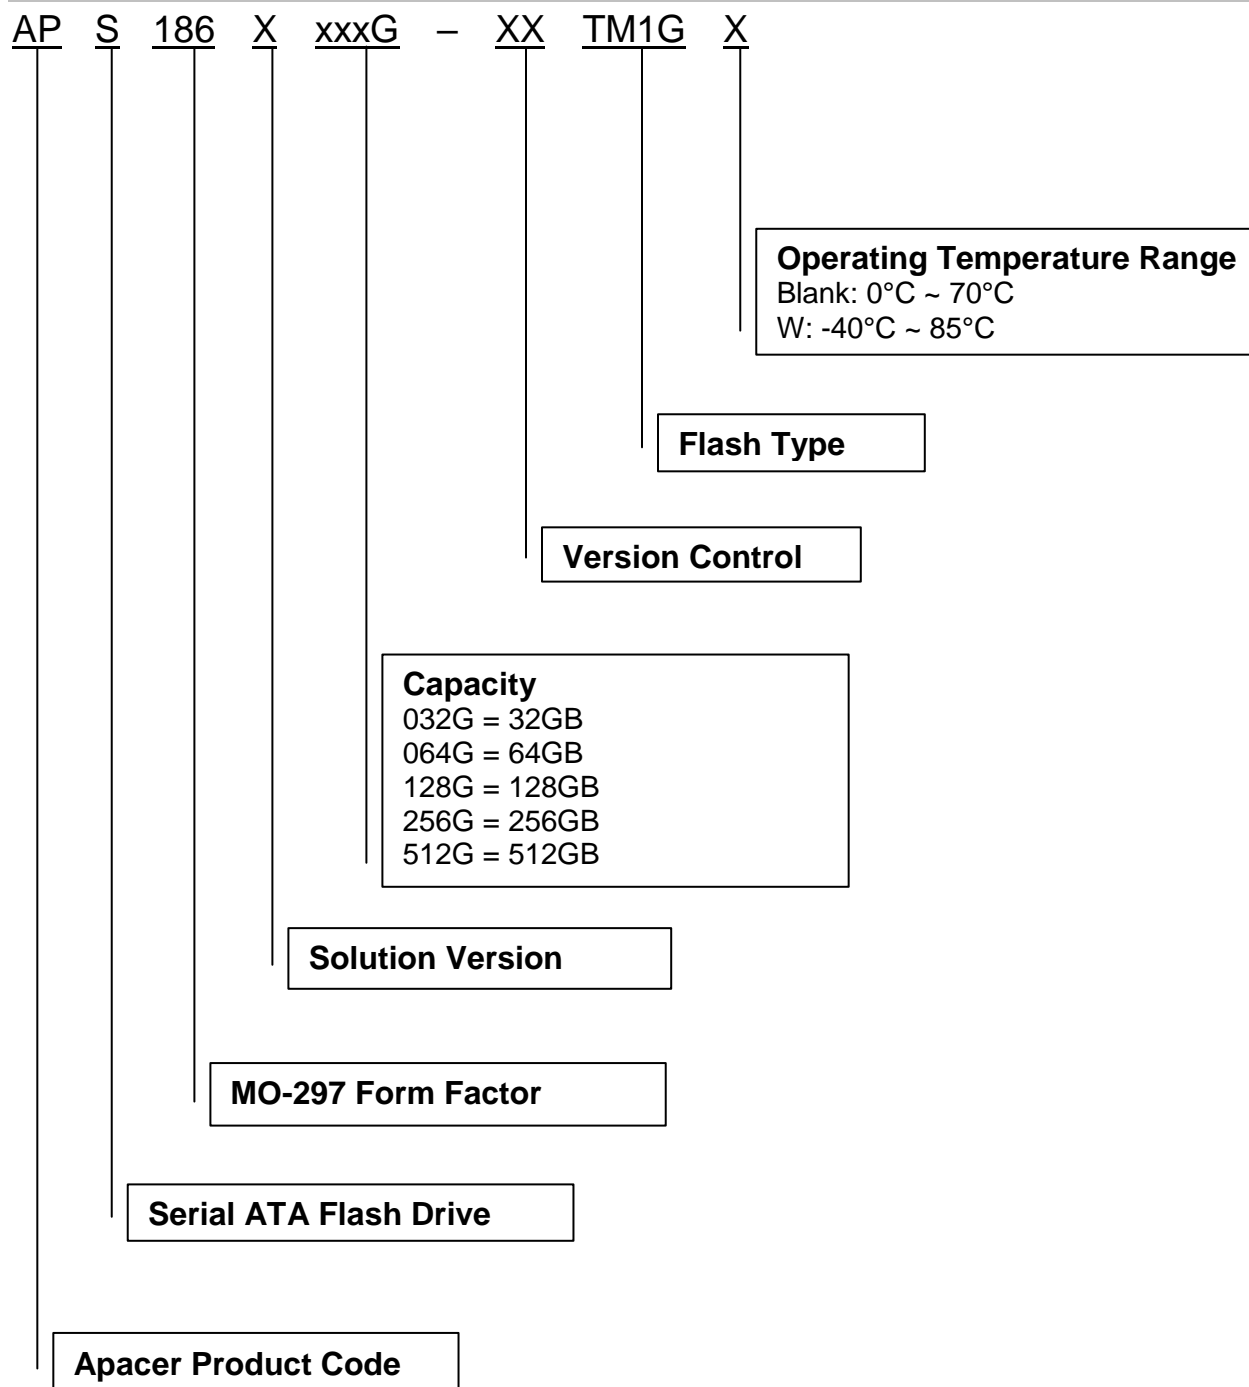 AP S 186 X xxxG – XX TM1G X
Operating Temperature Range
Blank: 0°C ~ 70°C
W: -40°C ~ 85°C
Flash Type
Version Control
Capacity
032G = 32GB
064G = 64GB
128G = 128GB
256G = 256GB
512G = 512GB
Solution Version
MO-297 Form Factor
Serial ATA Flash Drive
Apacer Product Code